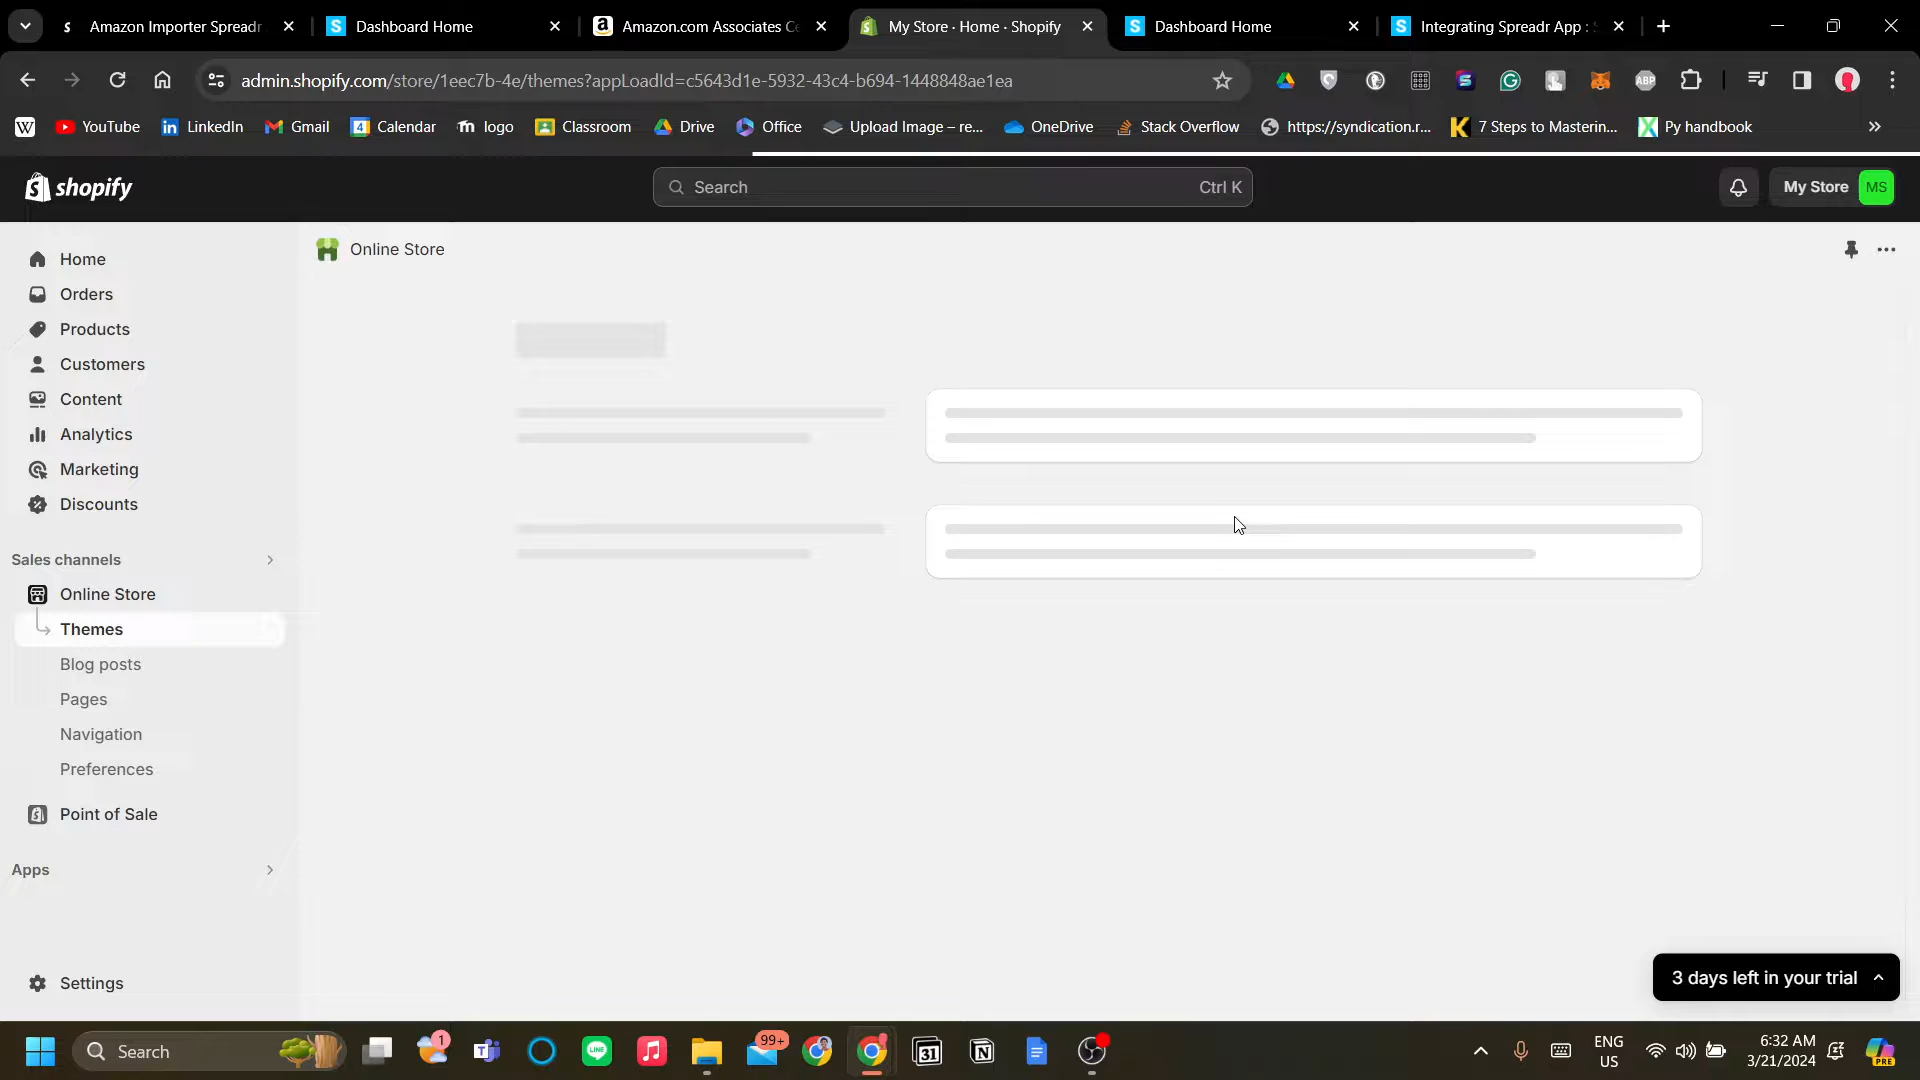 Amazon Importer Spreadr
Dashboard Home
Amazon.com Associates Ce
My Store · Home · Shopify
Dashboard Home
Integrating Spreadr App : S
admin.shopify.com/store/1eec7b-4e/themes?appLoadId=c5643d1e-5932-43c4-b694-1448848ae1ea
YouTube
LinkedIn
Gmail
Calendar
logo
Classroom
Drive
Office
Upload Image – re...
OneDrive
Stack Overflow
https://syndication.r...
7 Steps to Masterin...
Py handbook
shopify
Search
Ctrl K
My Store
MS
Home
Orders
Products
Customers
Content
Analytics
Marketing
Discounts
Sales channels
Online Store
Themes
Blog posts
Pages
Navigation
Preferences
Point of Sale
Apps
Settings
Online Store
3 days left in your trial
Search
1
99+
31
ENG
US
6:32 AM
3/21/2024
PRE